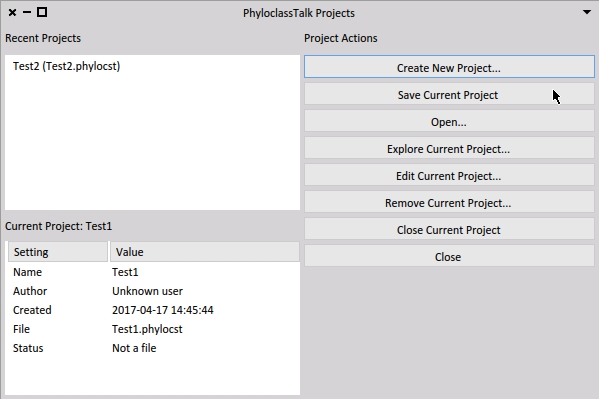 PhyloclassTalk Projects
Recent Projects
Test2 (Test2.phylocst)
Project Actions
Create New Project...
Save Current Project
Open...
Explore Current Project...
Edit Current Project...
Remove Current Project...
Close Current Project
Close
Current Project: Test1
Setting Value
Name Test1
Author Unknown user
Created 2017-04-17 14:45:44
File Test1.phylocst
Status Not a file